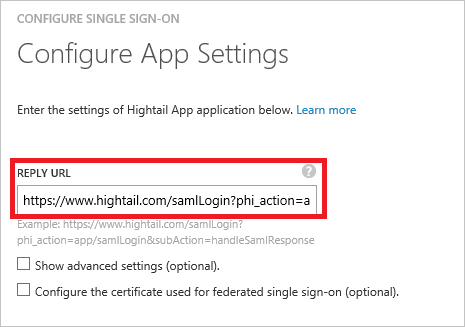 CONFIGURE SINGLE SIGN-ON
Configure App Settings
Enter the settings of Hightail App application below. Learn more
REPLY URL
?
https://www.hightail.com/samlLogin?phi_action=a
Example: https://www.hightail.com/samlLogin?
phi_action=app/samlLogin&subAction=handleSamlResponse
Show advanced settings (optional).
Configure the certificate used for federated single sign-on (optional).